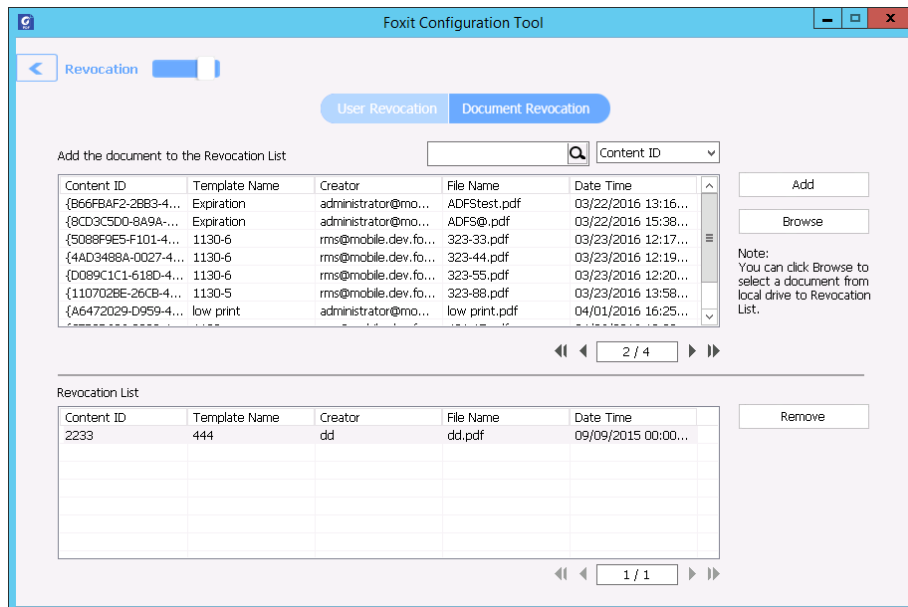 Foxit Configuration Tool
Revocation
User Revocation Document Revocation
Add the document to the Revocation List Content ID
Content ID Template Name Creator File Name Date Time
{B66FBAF2-2BB3-4... Expiration administrator@mo... ADFStest.pdf 03/22/2016 13:16...
{8CD3C5D0-8A9A-... Expiration administrator@mo... ADFS@.pdf 03/22/2016 15:38...
{5088F9E5-F101-4... 1130-6 rms@mobile.dev.fo... 323-33.pdf 03/23/2016 12:17...
{4AD3488A-0027-4... 1130-6 rms@mobile.dev.fo... 323-44.pdf 03/23/2016 12:19...
{D089C1C1-618D-4... 1130-6 rms@mobile.dev.fo... 323-55.pdf 03/23/2016 12:20...
{110702BE-26CB-4... 1130-5 rms@mobile.dev.fo... 323-88.pdf 03/23/2016 13:58...
{A6472029-D959-4... low print administrator@mo... low print.pdf 04/01/2016 16:25...
Add
Browse
Note:
You can click Browse to
select a document from
local drive to Revocation
List.
2 / 4
Revocation List
Content ID Template Name Creator File Name Date Time
2233 444 dd dd.pdf 09/09/2015 00:00...
Remove
1 / 1